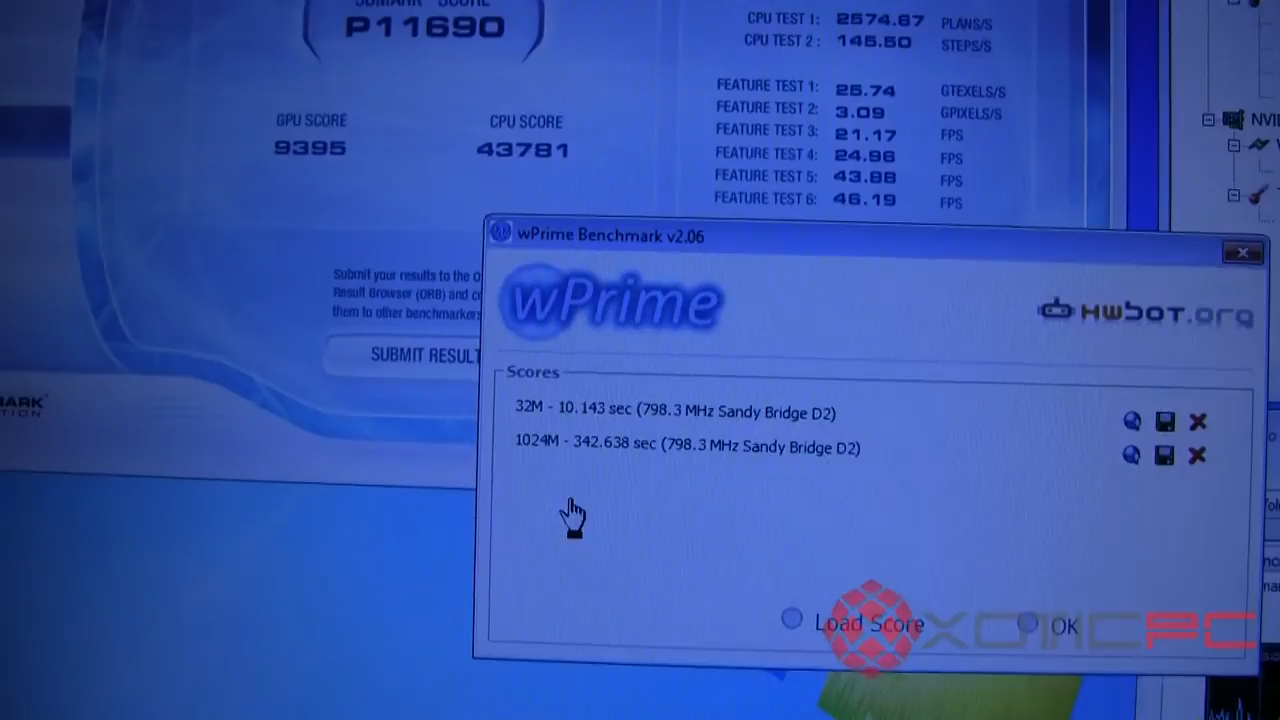 P11690
GPU SCORE
CPU SCORE
9395
43781
CPU TEST 1: 2574.67 PLANS/S
CPU TEST 2 : 145.50 STEPS/S
FEATURE TEST 1: 25.74 GTEXELS/S
FEATURE TEST 2: 3.09 GPIXELS/S
FEATURE TEST 3: 21.17 FPS
FEATURE TEST 4: 24.96 FPS
FEATURE TEST 5: 43.88 FPS
FEATURE TEST 6: 46.19 FPS
Submit your results to the
Result Browser (ORB) and
them to other benchmarkers
SUBMIT RESULT
wPrime Benchmark v2.06
wPrime
HWBOT.org
Scores
32M - 10.143 sec (798.3 MHz Sandy Bridge D2)
1024M - 342.638 sec (798.3 MHz Sandy Bridge D2)
Load Score
OK
XOTIC PC
NVI